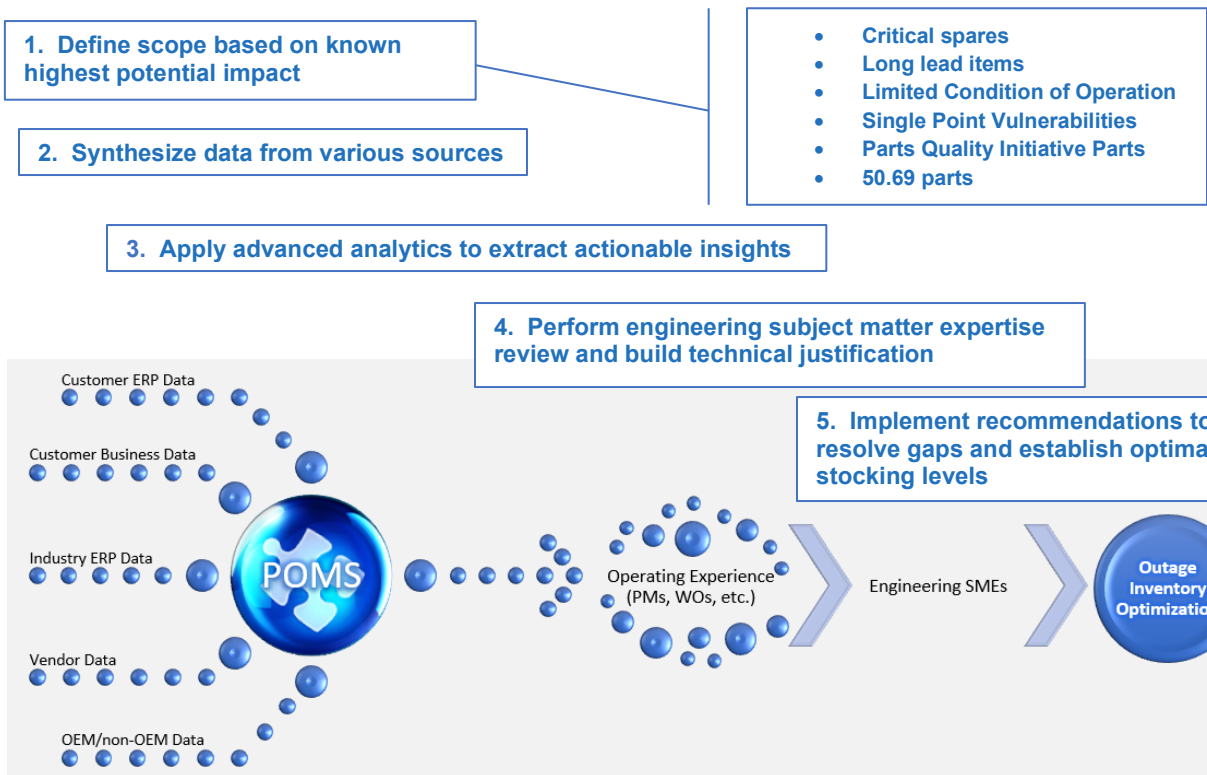 1. Define scope based on known
highest potential impact
• Critical spares
• Long lead items
• Limited Condition of Operation
• Single Point Vulnerabilities
• Parts Quality Initiative Parts
• 50.69 parts
2. Synthesize data from various sources
3. Apply advanced analytics to extract actionable insights
4. Perform engineering subject matter expertise
review and build technical justification
5. Implement recommendations to
resolve gaps and establish optima
stocking levels
Customer ERP Data
Customer Business Data
Industry ERP Data
Vendor Data
OEM/non-OEM Data
POMS
Operating Experience
(PMs, WOs, etc.)
Engineering SMEs
Outage
Inventory
Optimization